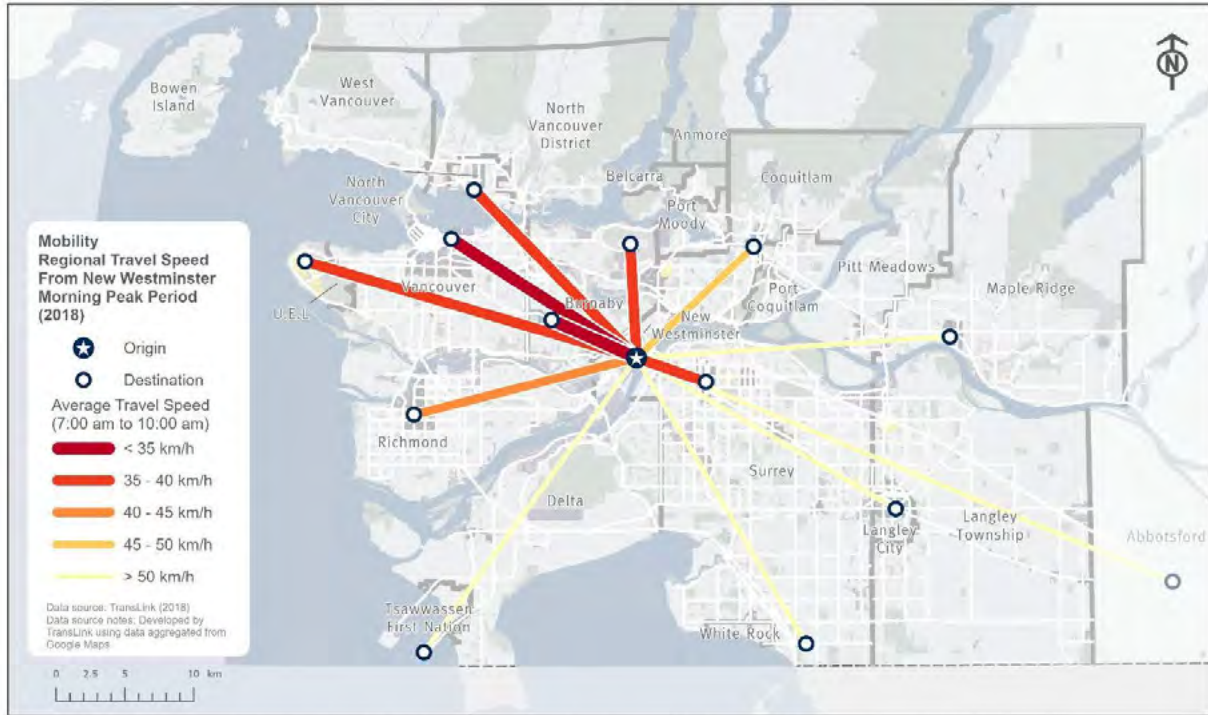 Bowen
Island
West
Vancouver
North
Vancouver
District
Anmore
Belcarra
Coquitlam
North
Vancouver
City
Port
Moody
Pitt Meadows
Maple Ridge
Port
Coquitlam
Vancouver
Burnaby
New
Westminster
U.E.L
Richmond
Surrey
Delta
Langley
City
Langley
Township
Abbotsford
Tsawwassen
First Nation
White Rock
N
Mobility
Regional Travel Speed
From New Westminster
Morning Peak Period
(2018)
Origin
Destination
Average Travel Speed
(7:00 am to 10:00 am)
< 35 km/h
35 - 40 km/h
40 - 45 km/h
45 - 50 km/h
> 50 km/h
Data source: TransLink (2018)
Data source notes: Developed by
TransLink using data aggregated from
Google Maps
0 2.5 5 10 km